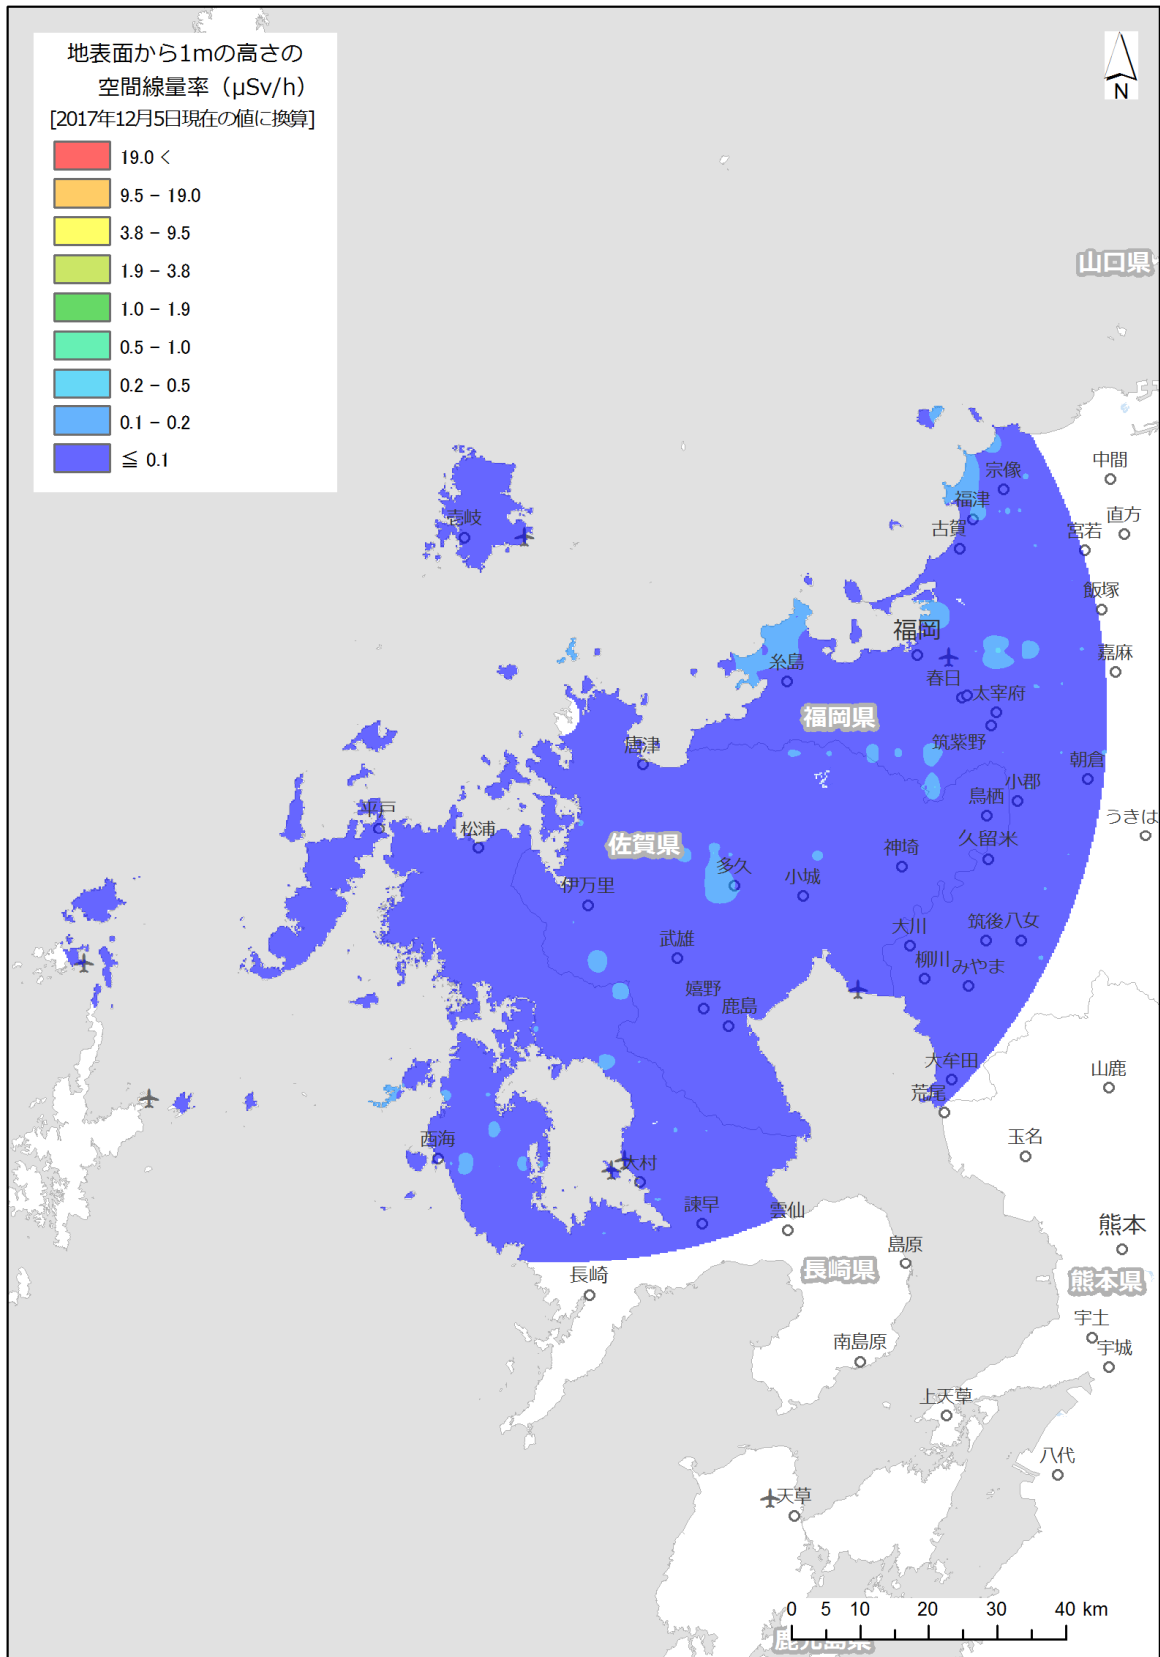 地表面から1mの高さの
空間線量率（μSv/h）
[2017年12月5日現在の値に換算]
19.0 <
9.5 - 19.0
3.8 - 9.5
1.9 - 3.8
1.0 - 1.9
0.5 - 1.0
0.2 - 0.5
0.1 - 0.2
≦ 0.1
N
山口県
中間
宗像
福津
直方
壱岐
古賀
宮若
飯塚
福岡
糸島
春日
嘉麻
太宰府
福岡県
唐津
筑紫野
朝倉
小郡
平戸
松浦
鳥栖
うきは
佐賀県
久留米
神埼
多久
小城
伊万里
武雄
大川
筑後
八女
柳川
みやま
嬉野
鹿島
大牟田
荒尾
山鹿
西海
玉名
大村
諫早
雲仙
熊本
島原
長崎
長崎県
熊本県
宇土
南島原
宇城
上天草
八代
天草
0 5 10 20 30 40 km
鹿児島県